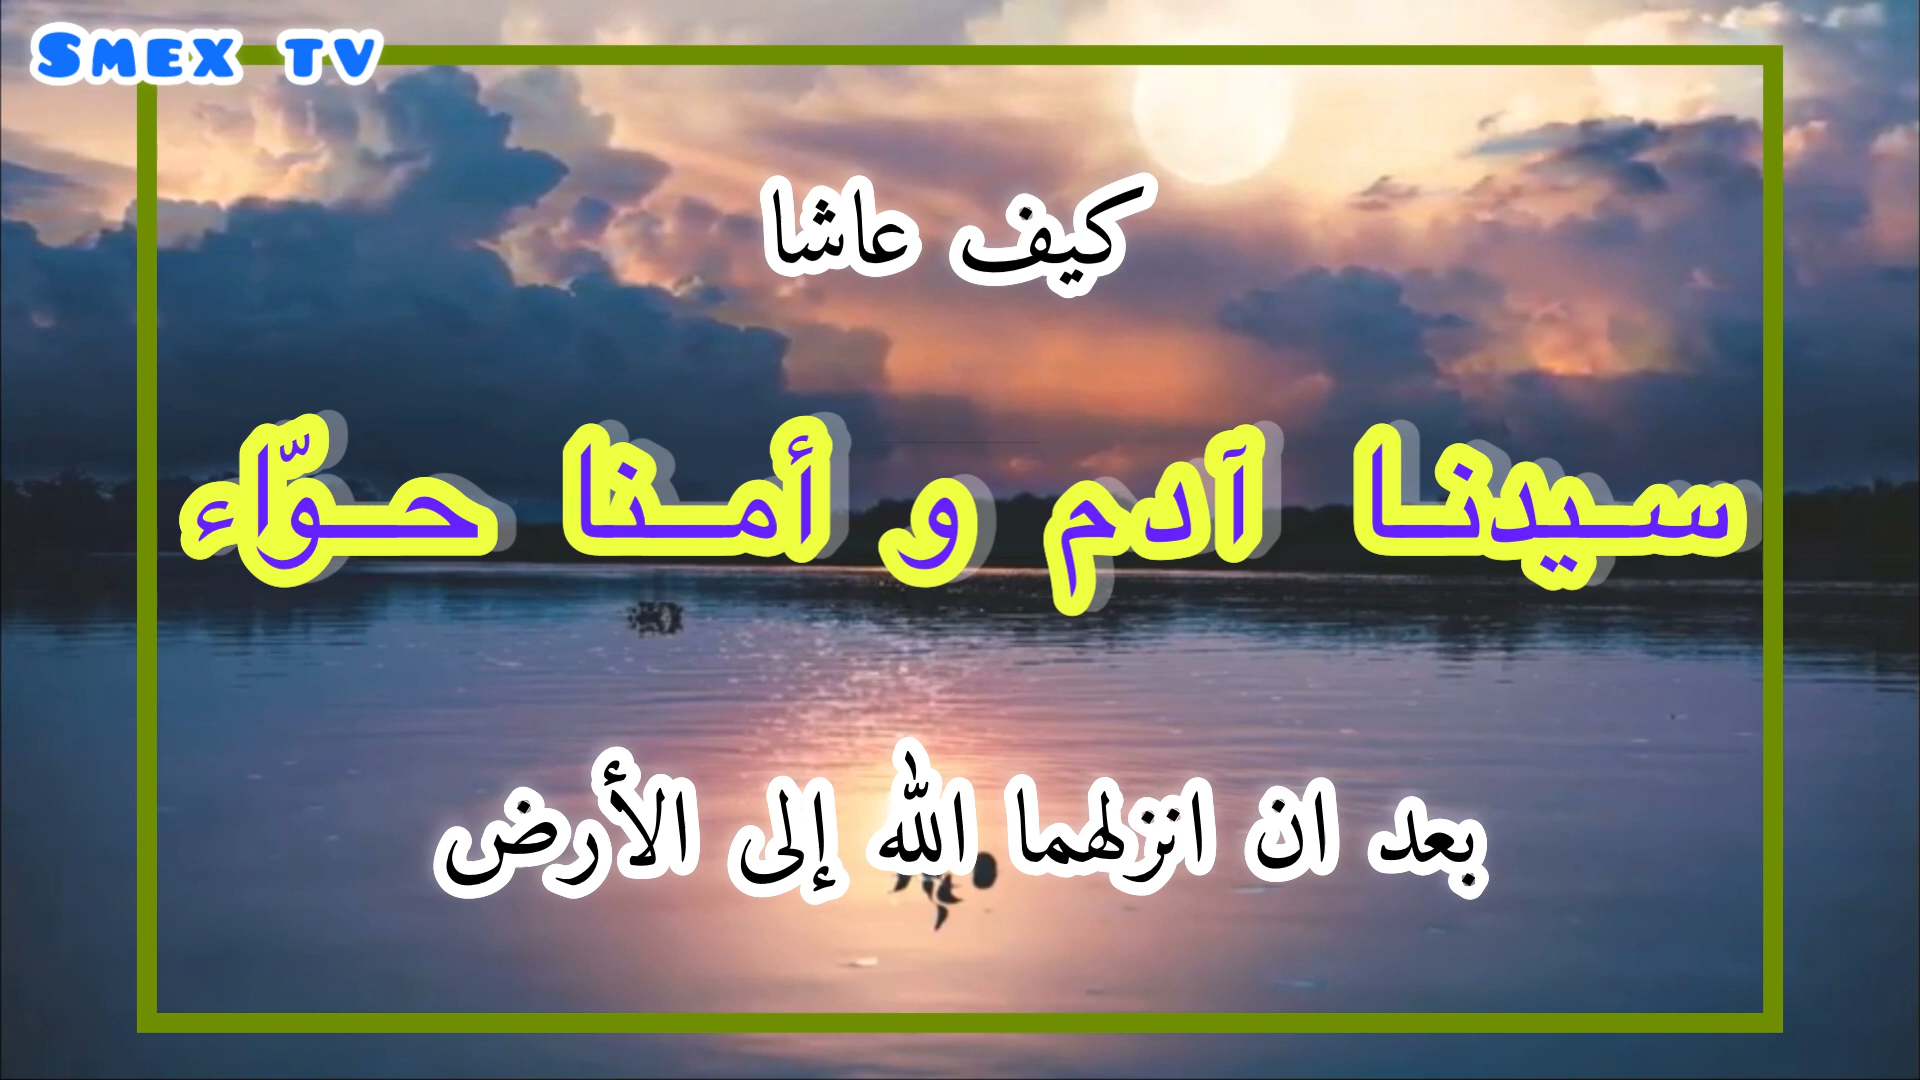 Smex tv
كيف عاشا
سيدنا آدم و أمنا حوّاء
بعد ان انزلهما الله إلى الأرض